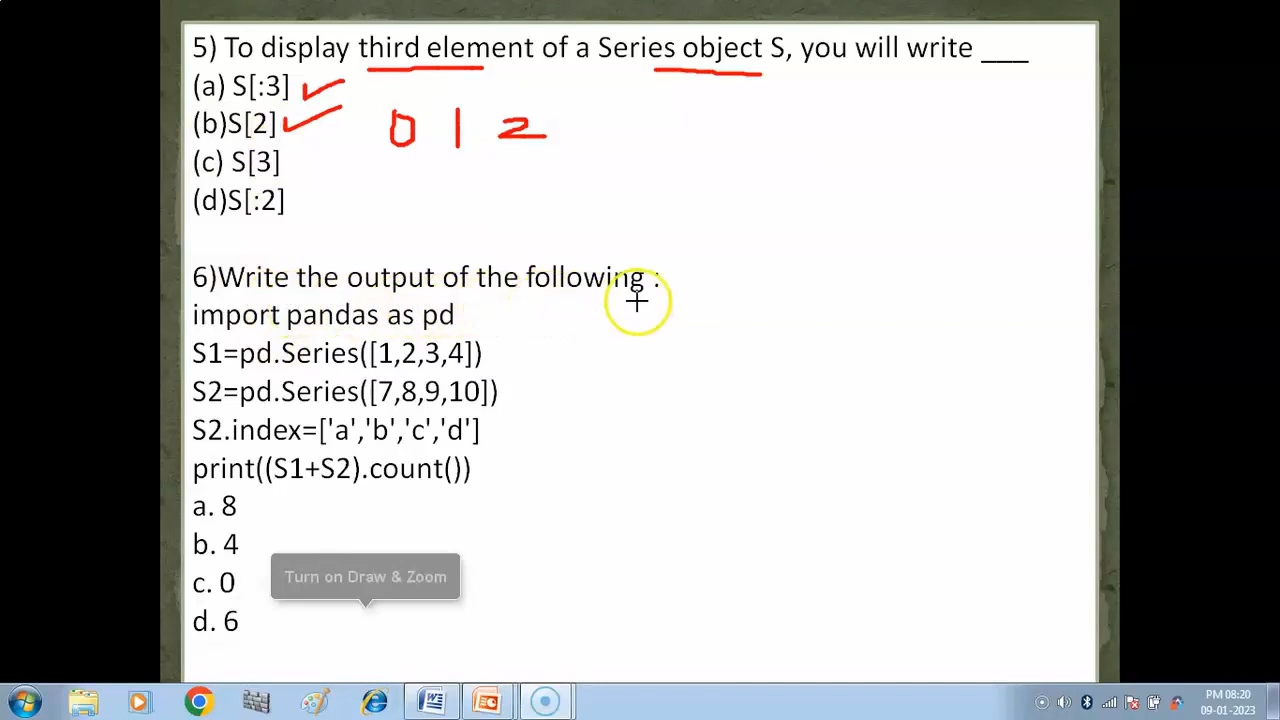 5) To display third element of a Series object S, you will write ___
(a) S[:3]
(b)S[2]
0 1 2
(c) S[3]
(d)S[:2]
6)Write the output of the following :
import pandas as pd
S1=pd.Series([1,2,3,4])
S2=pd.Series([7,8,9,10])
S2.index=['a','b','c','d']
print((S1+S2).count())
a. 8
b. 4
c. 0
Turn on Draw & Zoom
d. 6
PM 08:20
09-01-2023